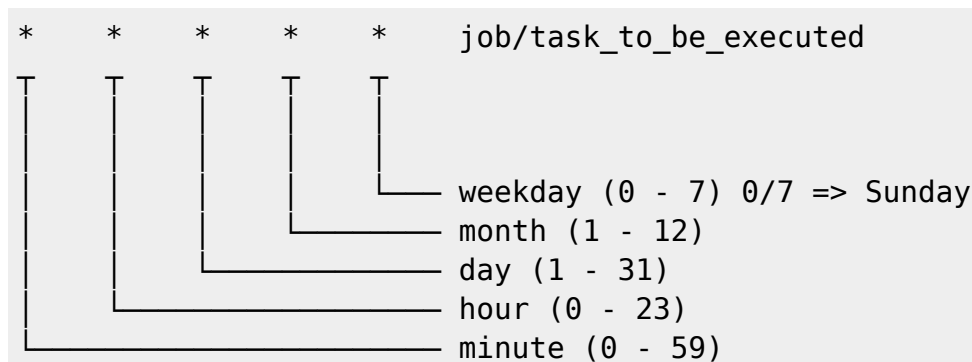 * * * * * job/task_to_be_executed
weekday (0 - 7) 0/7 => Sunday
month (1 - 12)
day (1 - 31)
hour (0 - 23)
minute (0 - 59)